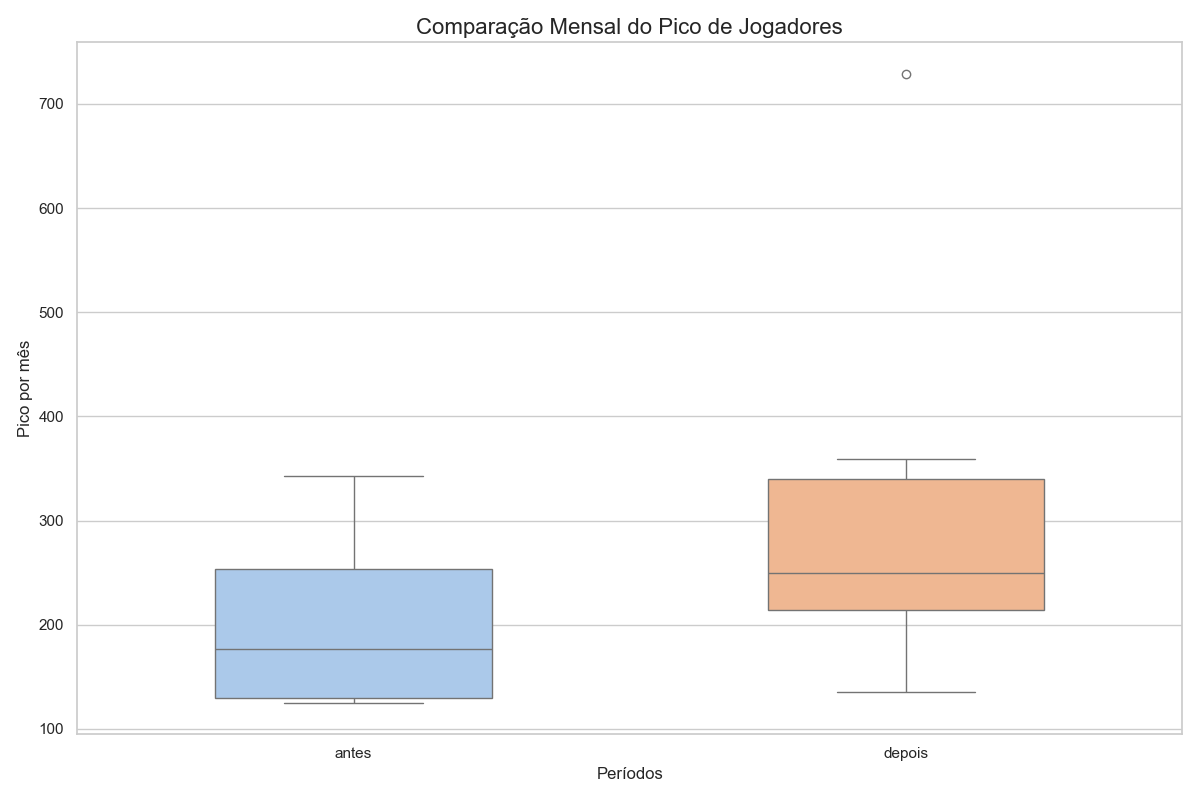 Comparação Mensal do Pico de Jogadores
Pico por mês
700
600
500
400
300
200
100
antes
depois
Períodos